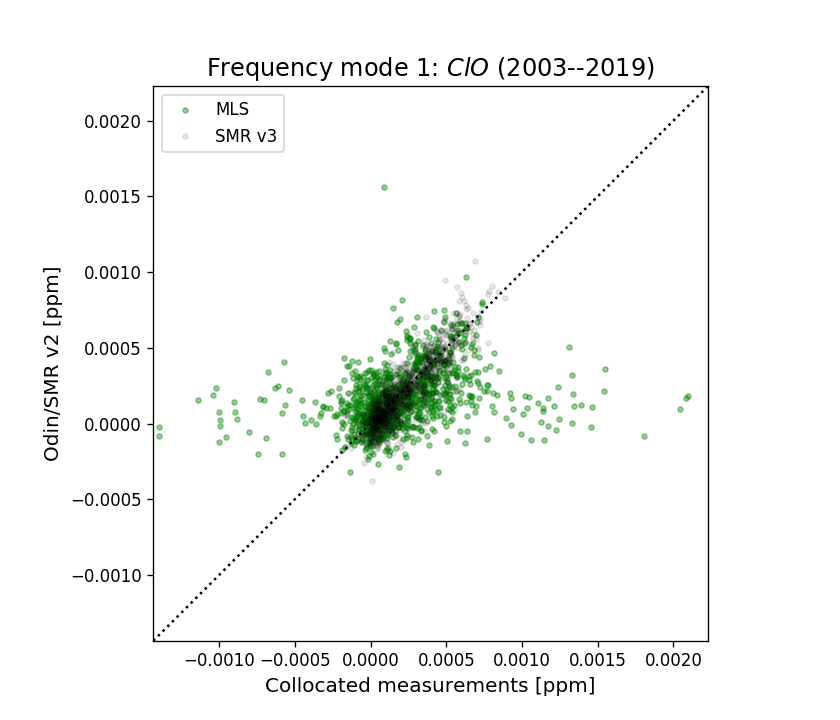 Frequency mode 1: ClO (2003--2019)
MLS
SMR v3
0.0020
0.0015
0.0010
0.0005
0.0000
−0.0005
−0.0010
Odin/SMR v2 [ppm]
−0.0010 −0.0005 0.0000 0.0005 0.0010 0.0015 0.0020
Collocated measurements [ppm]